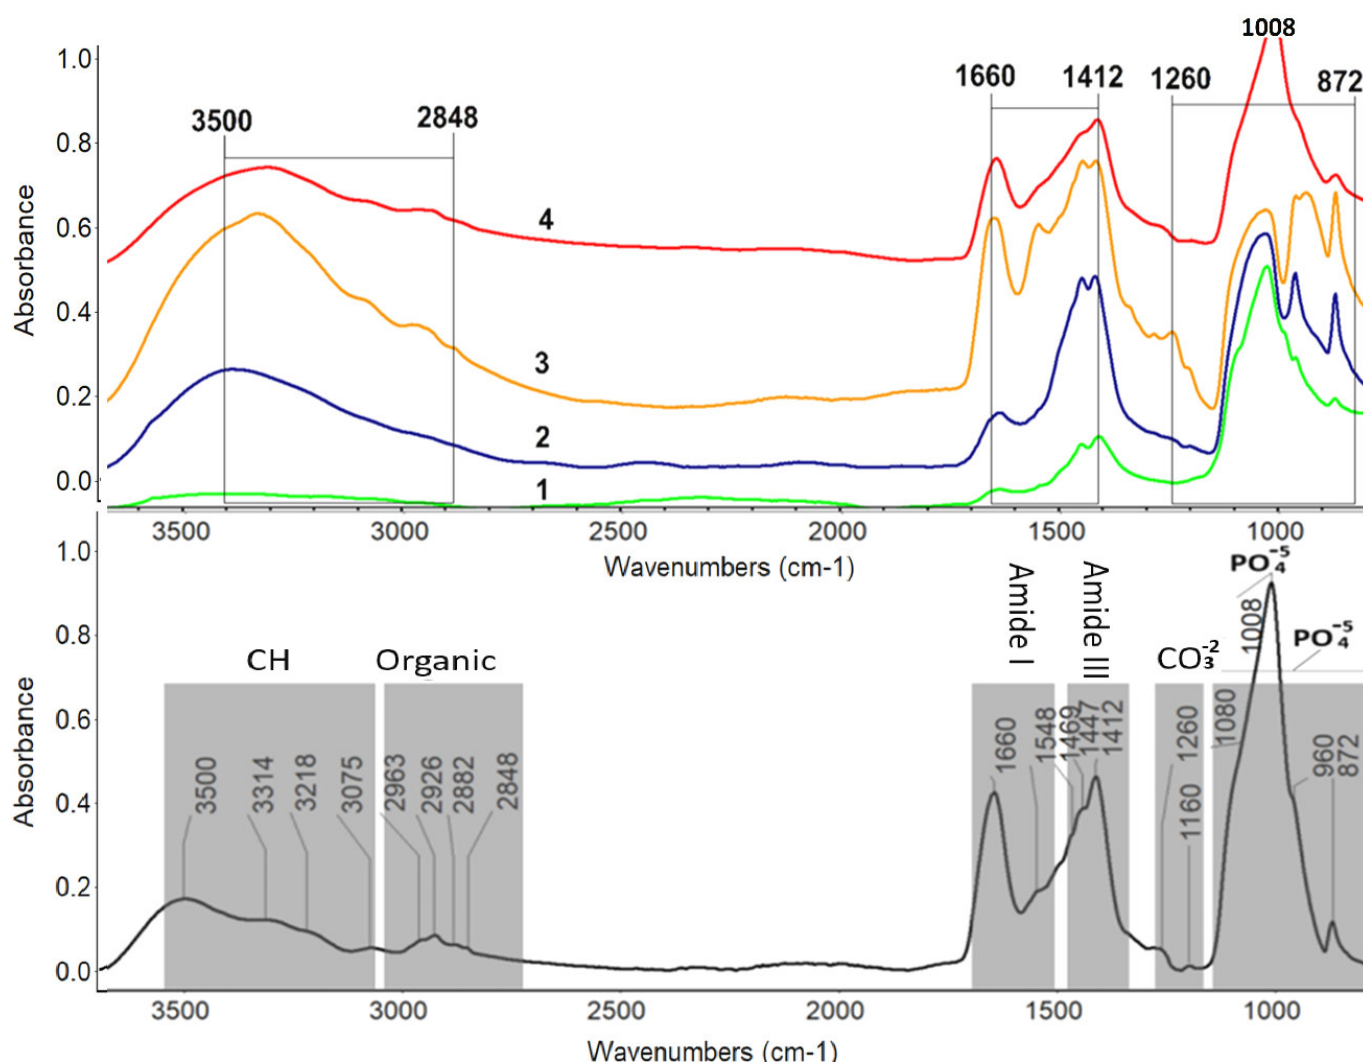 1008
1660 1412 1260 872
3500 2848
1.0
0.8
0.6
0.4
0.2
0.0
Absorbance
4
3
2
1
3500 3000 2500 2000 1500 1000
Wavenumbers (cm-1)
1.0
0.8
0.6
0.4
0.2
0.0
Absorbance
CH
Organic
Amide I
Amide III
CO₃⁻²
PO₄⁻⁵
PO₄⁻⁵
3500
3314
3218
3075
2963
2926
2882
2848
1660
1548
1469
1447
1412
1260
1160
1080
1008
960
872
3500 3000 2500 2000 1500 1000
Wavenumbers (cm-1)